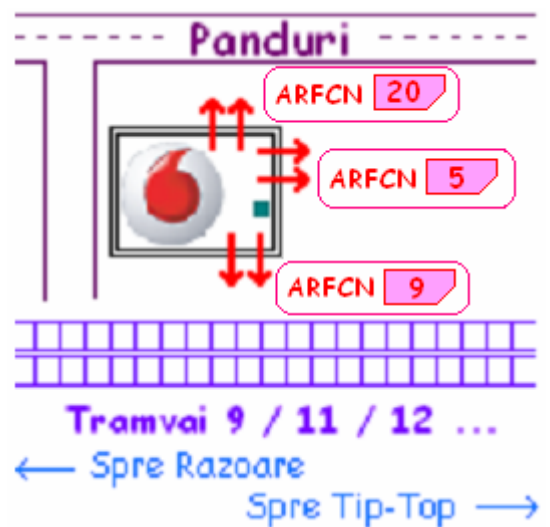 Panduri
ARFCN 20
ARFCN 5
ARFCN 9
Tramvai 9 / 11 / 12 ...
Spre Razoare
Spre Tip-Top